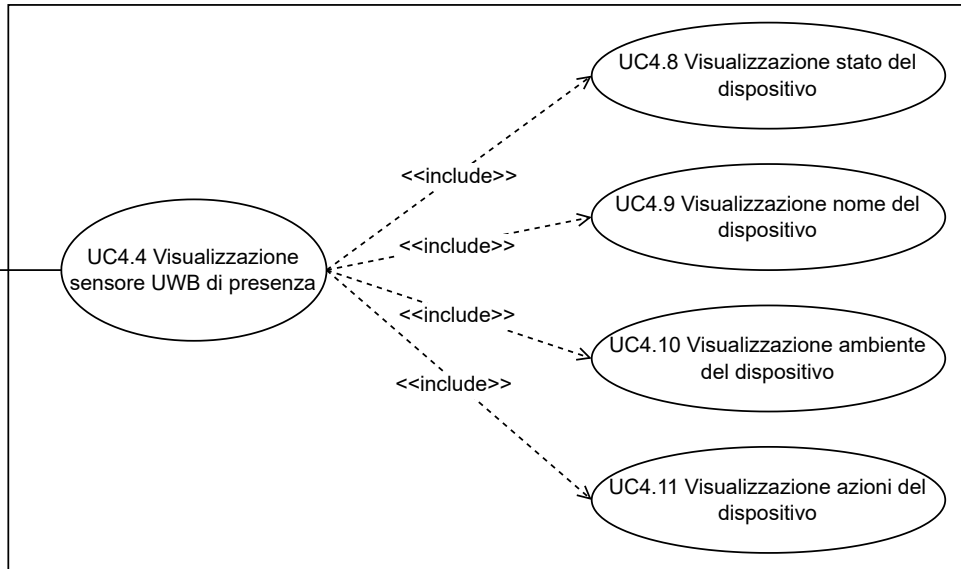 UC4.8 Visualizzazione stato del
dispositivo
<<include>>
UC4.9 Visualizzazione nome del
dispositivo
<<include>>
UC4.4 Visualizzazione
sensore UWB di presenza
<<include>>
UC4.10 Visualizzazione ambiente
del dispositivo
<<include>>
UC4.11 Visualizzazione azioni del
dispositivo